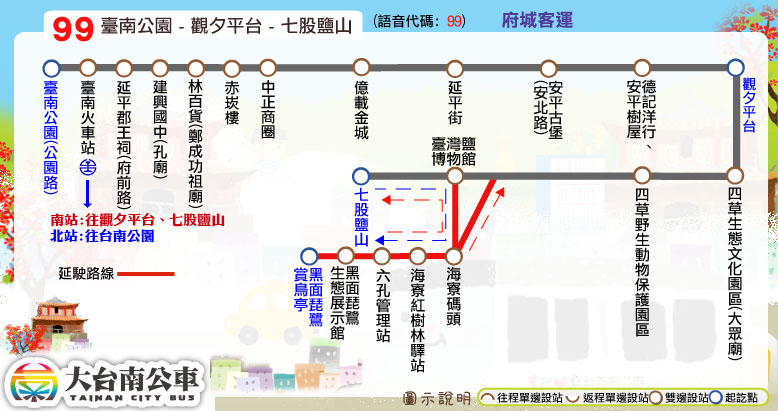 99 臺南公園 - 觀夕平台 - 七股鹽山 (語音代碼: 99) 府城客運
臺南公園(公園路)
臺南火車站
延平郡王祠(府前路)
建興國中(孔廟)
林百貨(鄭成功祖廟)
赤崁樓
中正商圈
億載金城
延平街
安平古堡
(安北路)
德記洋行、
安平樹屋
觀夕平台
南站:往觀夕平台、七股鹽山
北站:往台南公園
七股鹽山
臺灣鹽
博物館
四草野生動物保護園區
四草生態文化園區(大眾廟)
延駛路線
黑面琵鷺
賞鳥亭
黑面琵鷺
生態展示館
六孔管理站
海寮紅樹林驛站
海寮碼頭
大台南公車
TAINAN CITY BUS
圖示說明 往程單邊設站 返程單邊設站 雙邊設站 起訖點